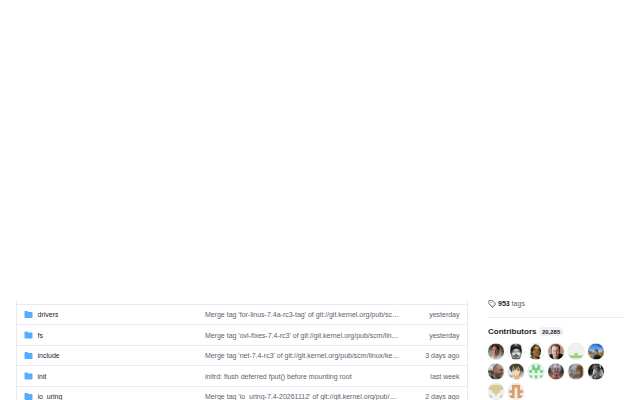 drivers Merge tag 'for-linus-7.4a-rc3-tag' of git://git.kernel.org/pub/sc... yesterday
fs Merge tag 'ovl-fixes-7.4-rc3' of git://git.kernel.org/pub/scm/lin... yesterday
include Merge tag 'net-7.4-rc3' of git://git.kernel.org/pub/scm/linux/ke... 3 days ago
init initrd: flush deferred fput() before mounting root last week
io_uring Merge tag 'io_uring-7.4-20261112' of git://git.kernel.org/pub/... 2 days ago
953 tags
Contributors 20,285